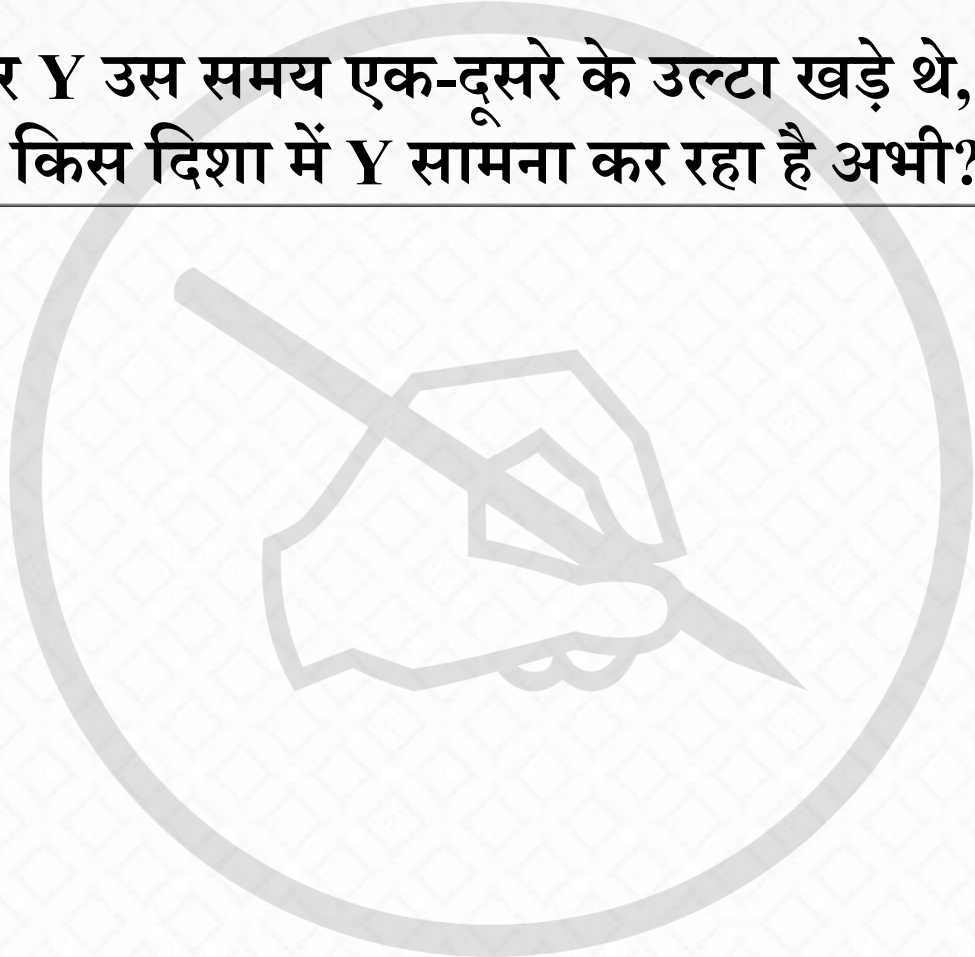 र Y उस समय एक-दूसरे के उल्टा खड़े थे,
किस दिशा में Y सामना कर रहा है अभी?